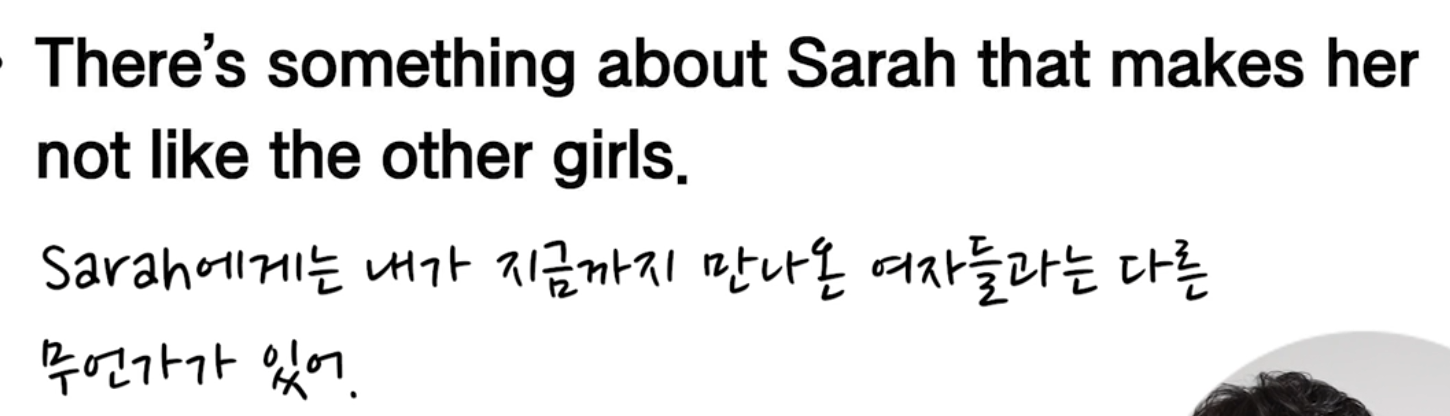 There’s something about Sarah that makes her
not like the other girls.
Sarah에게는 내가 지금까지 만나온 여자들과는 다른
무언가가 있어.